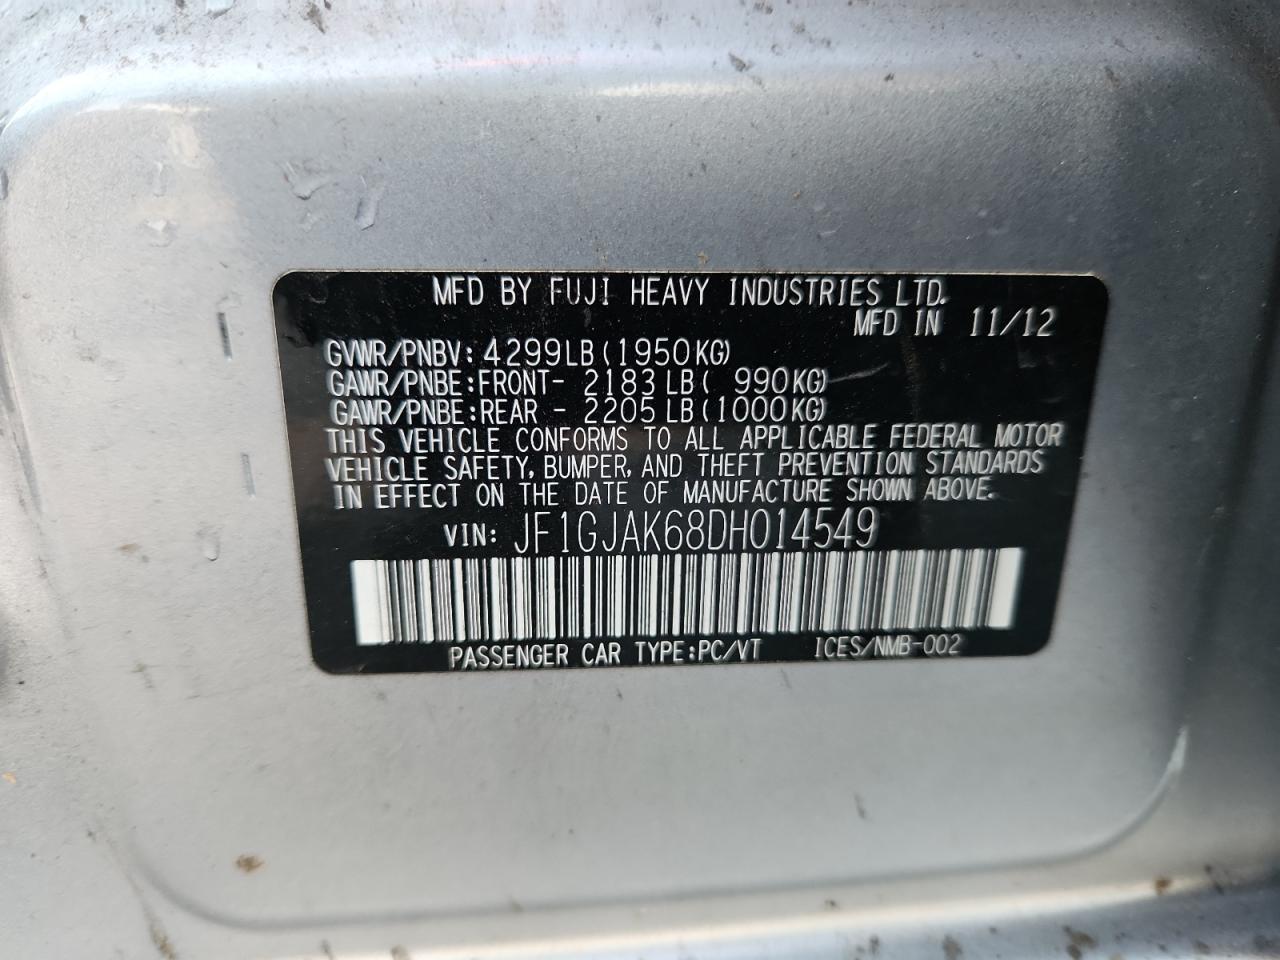 MFD BY FUJI HEAVY INDUSTRIES LTD.
MFD IN 11/12
GVWR/PNBV: 4299LB(1950KG)
GAWR/PNBE:FRONT- 2183LB( 990KG)
GAWR/PNBE:REAR - 2205LB(1000KG)
THIS VEHICLE CONFORMS TO ALL APPLICABLE FEDERAL MOTOR
VEHICLE SAFETY, BUMPER, AND THEFT PREVENTION STANDARDS
IN EFFECT ON THE DATE OF MANUFACTURE SHOWN ABOVE.
VIN: JF1GJAK68DH014549
PASSENGER CAR TYPE:PC/VT ICES/NMB-002